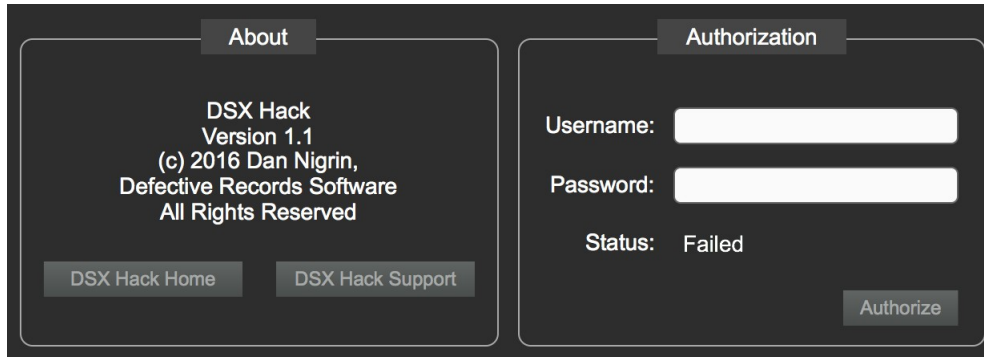 About
DSX Hack
Version 1.1
(c) 2016 Dan Nigrin,
Defective Records Software
All Rights Reserved
DSX Hack Home
DSX Hack Support
Authorization
Username:
Password:
Status: Failed
Authorize